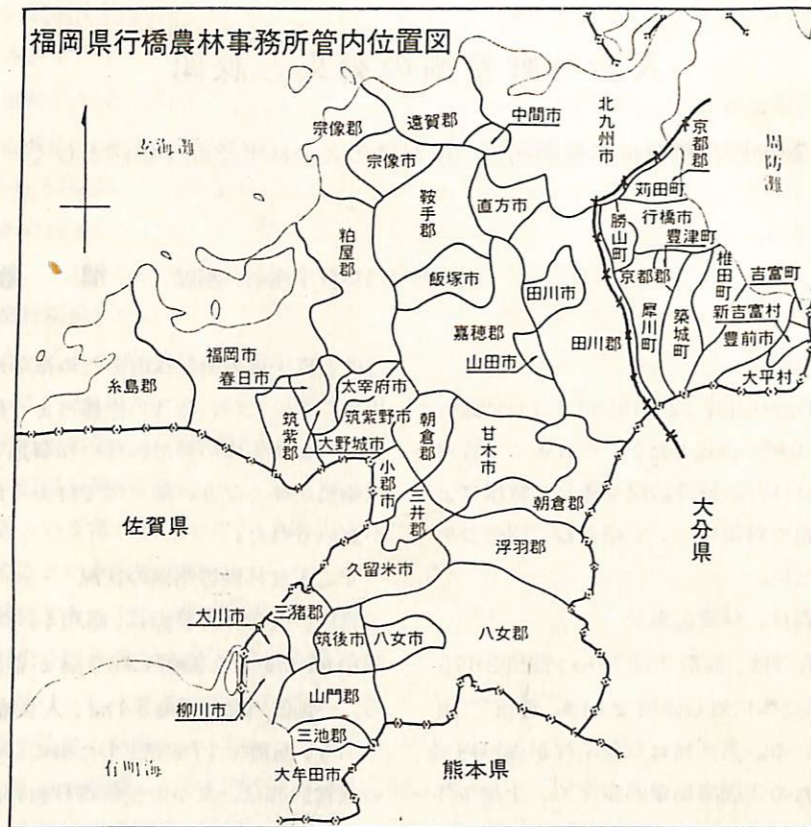 福岡県行橋農林事務所管内位置図
玄海灘
周防灘
宗像郡
遠賀郡
中間市
北九州市
京都郡
宗像市
苅田町
鞍手郡
直方市
勝山町
行橋市
豊津町
粕屋郡
椎田町
吉富町
飯塚市
田川市
京都郡
新吉富村
嘉穂郡
田川郡
犀川町
築城町
豊前市
山田市
大平村
福岡市
春日市
太宰府市
糸島郡
筑紫郡
筑紫野市
大野城市
朝倉郡
甘木市
小郡市
三井郡
朝倉郡
佐賀県
大分県
浮羽郡
久留米市
大川市
三猪郡
筑後市
八女市
八女郡
山門郡
柳川市
三池郡
有明海
大牟田市
熊本県